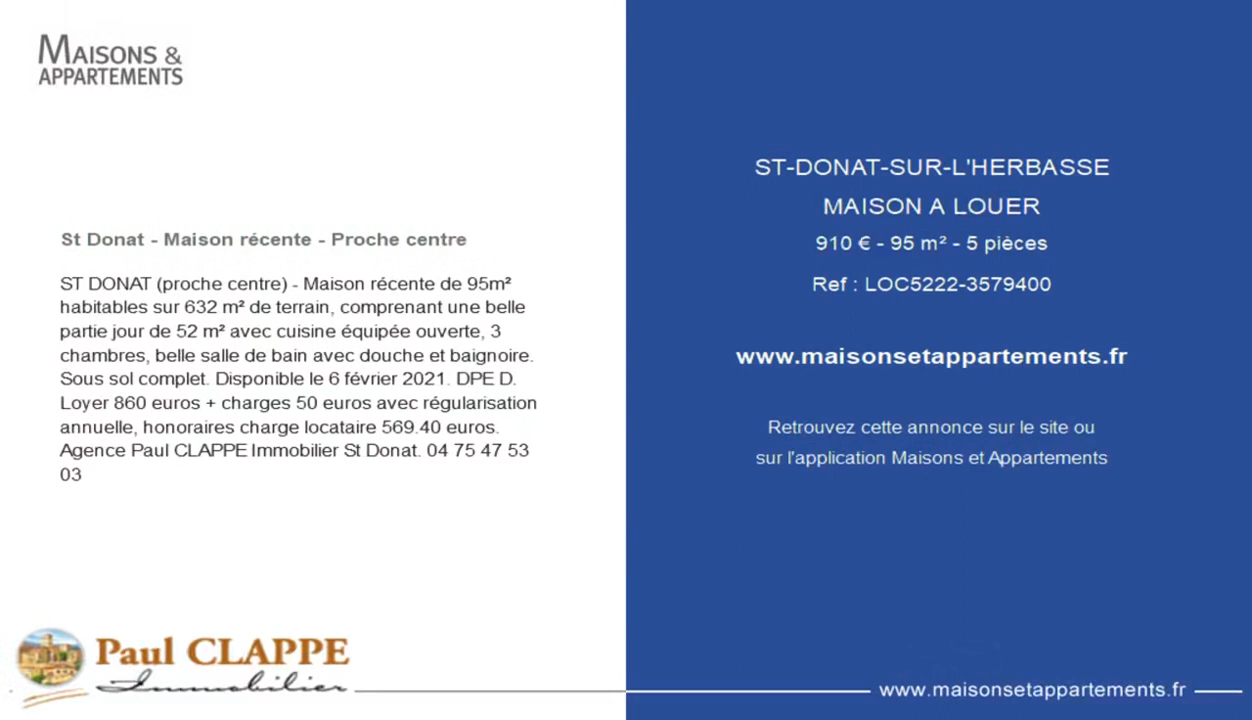 MAISONS &
APPARTEMENTS
St Donat - Maison récente - Proche centre
ST DONAT (proche centre) - Maison récente de 95m²
habitables sur 632 m² de terrain, comprenant une belle
partie jour de 52 m² avec cuisine équipée ouverte, 3
chambres, belle salle de bain avec douche et baignoire.
Sous sol complet. Disponible le 6 février 2021. DPE D.
Loyer 860 euros + charges 50 euros avec régularisation
annuelle, honoraires charge locataire 569.40 euros.
Agence Paul CLAPPE Immobilier St Donat. 04 75 47 53
03
Paul CLAPPE
Immobilier
ST-DONAT-SUR-L'HERBASSE
MAISON A LOUER
910 € - 95 m² - 5 pièces
Ref : LOC5222-3579400
www.maisonsetappartements.fr
Retrouvez cette annonce sur le site ou
sur l'application Maisons et Appartements
www.maisonsetappartements.fr